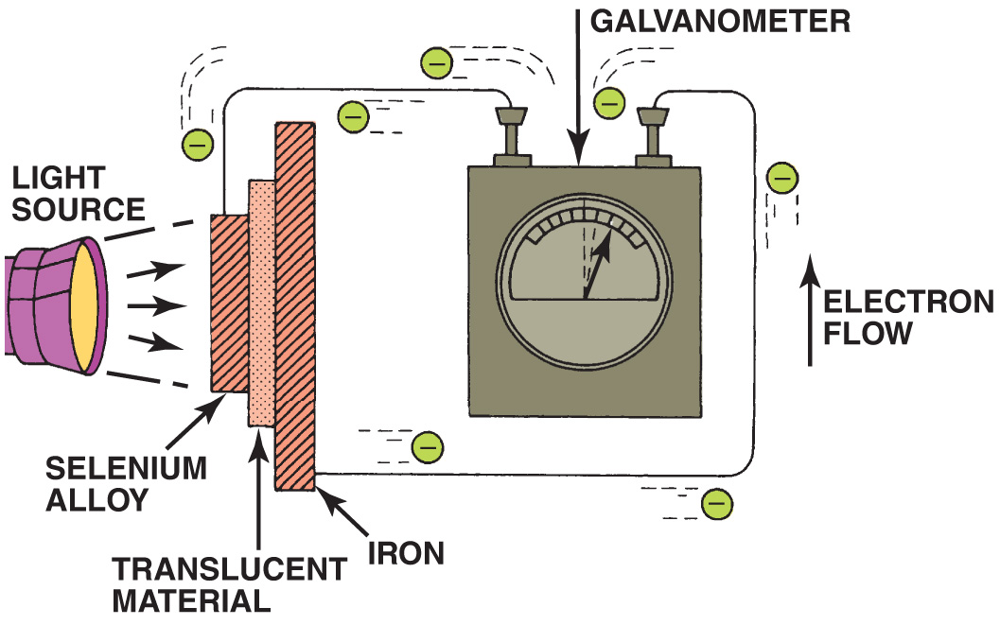 GALVANOMETER
LIGHT
SOURCE
ELECTRON
FLOW
SELENIUM
ALLOY
IRON
TRANSLUCENT
MATERIAL